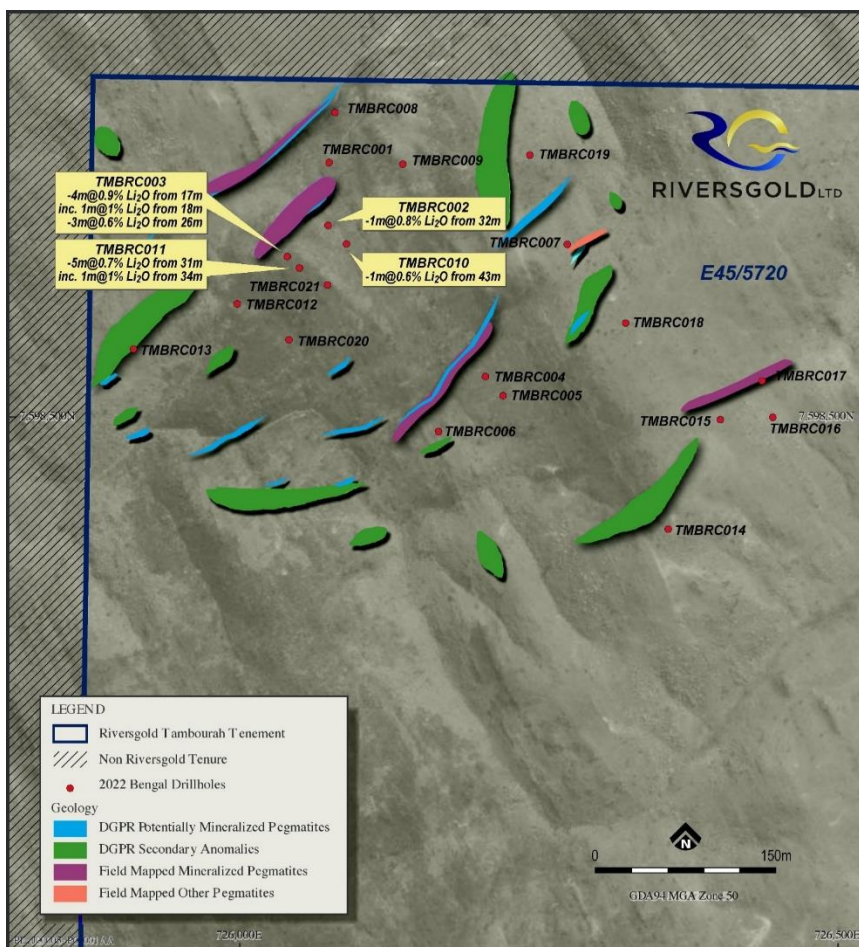 TMBRC008
TMBRC001
TMBRC009
TMBRC019
RIVERSGOLD LTD
TMBRC003
-4m@0.9% Li2O from 17m
inc. 1m@1% Li2O from 18m
-3m@0.6% Li2O from 26m
TMBRC002
-1m@0.8% Li2O from 32m
TMBRC007
TMBRC011
-5m@0.7% Li2O from 31m
inc. 1m@1% Li2O from 34m
TMBRC010
-1m@0.6% Li2O from 43m
E45/5720
TMBRC021
TMBRC012
TMBRC018
TMBRC013
TMBRC020
TMBRC004
TMBRC017
TMBRC005
7,598,500N
TMBRC015
7,598,500N
TMBRC016
TMBRC006
TMBRC014
LEGEND
Riversgold Tambourah Tenement
Non Riversgold Tenure
2022 Bengal Drillholes
Geology
DGPR Potentially Mineralized Pegmatites
DGPR Secondary Anomalies
Field Mapped Mineralized Pegmatites
Field Mapped Other Pegmatites
N
0 150m
GDA94 MGA Zone 50
726,000E
726,500E